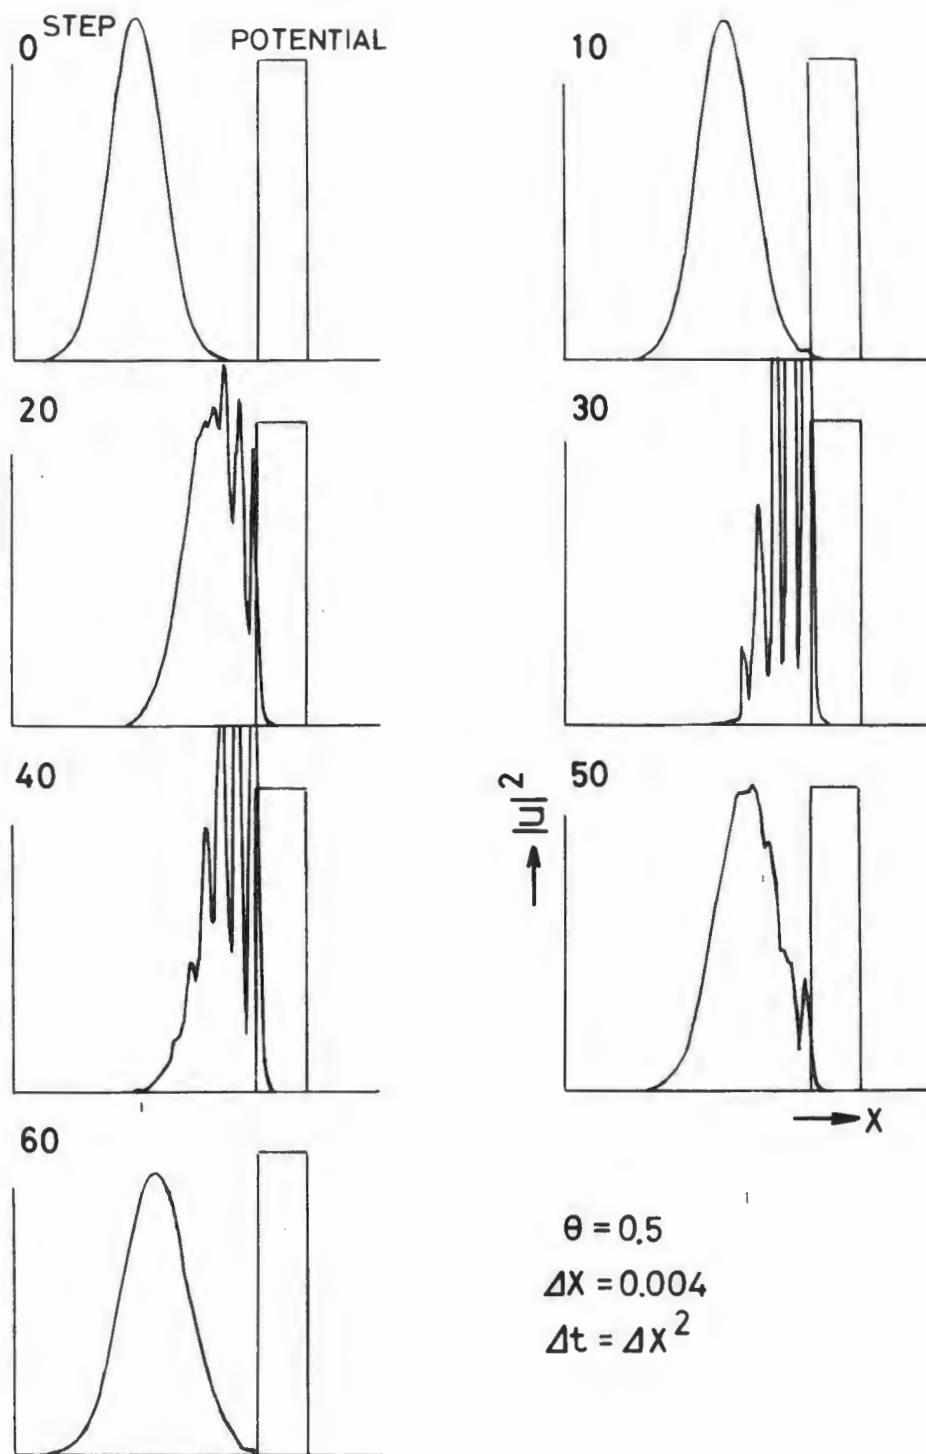 STEP
0
POTENTIAL
10
20
30
40
50
→|u|²
→X
60
θ = 0.5
ΔX = 0.004
Δt = ΔX²